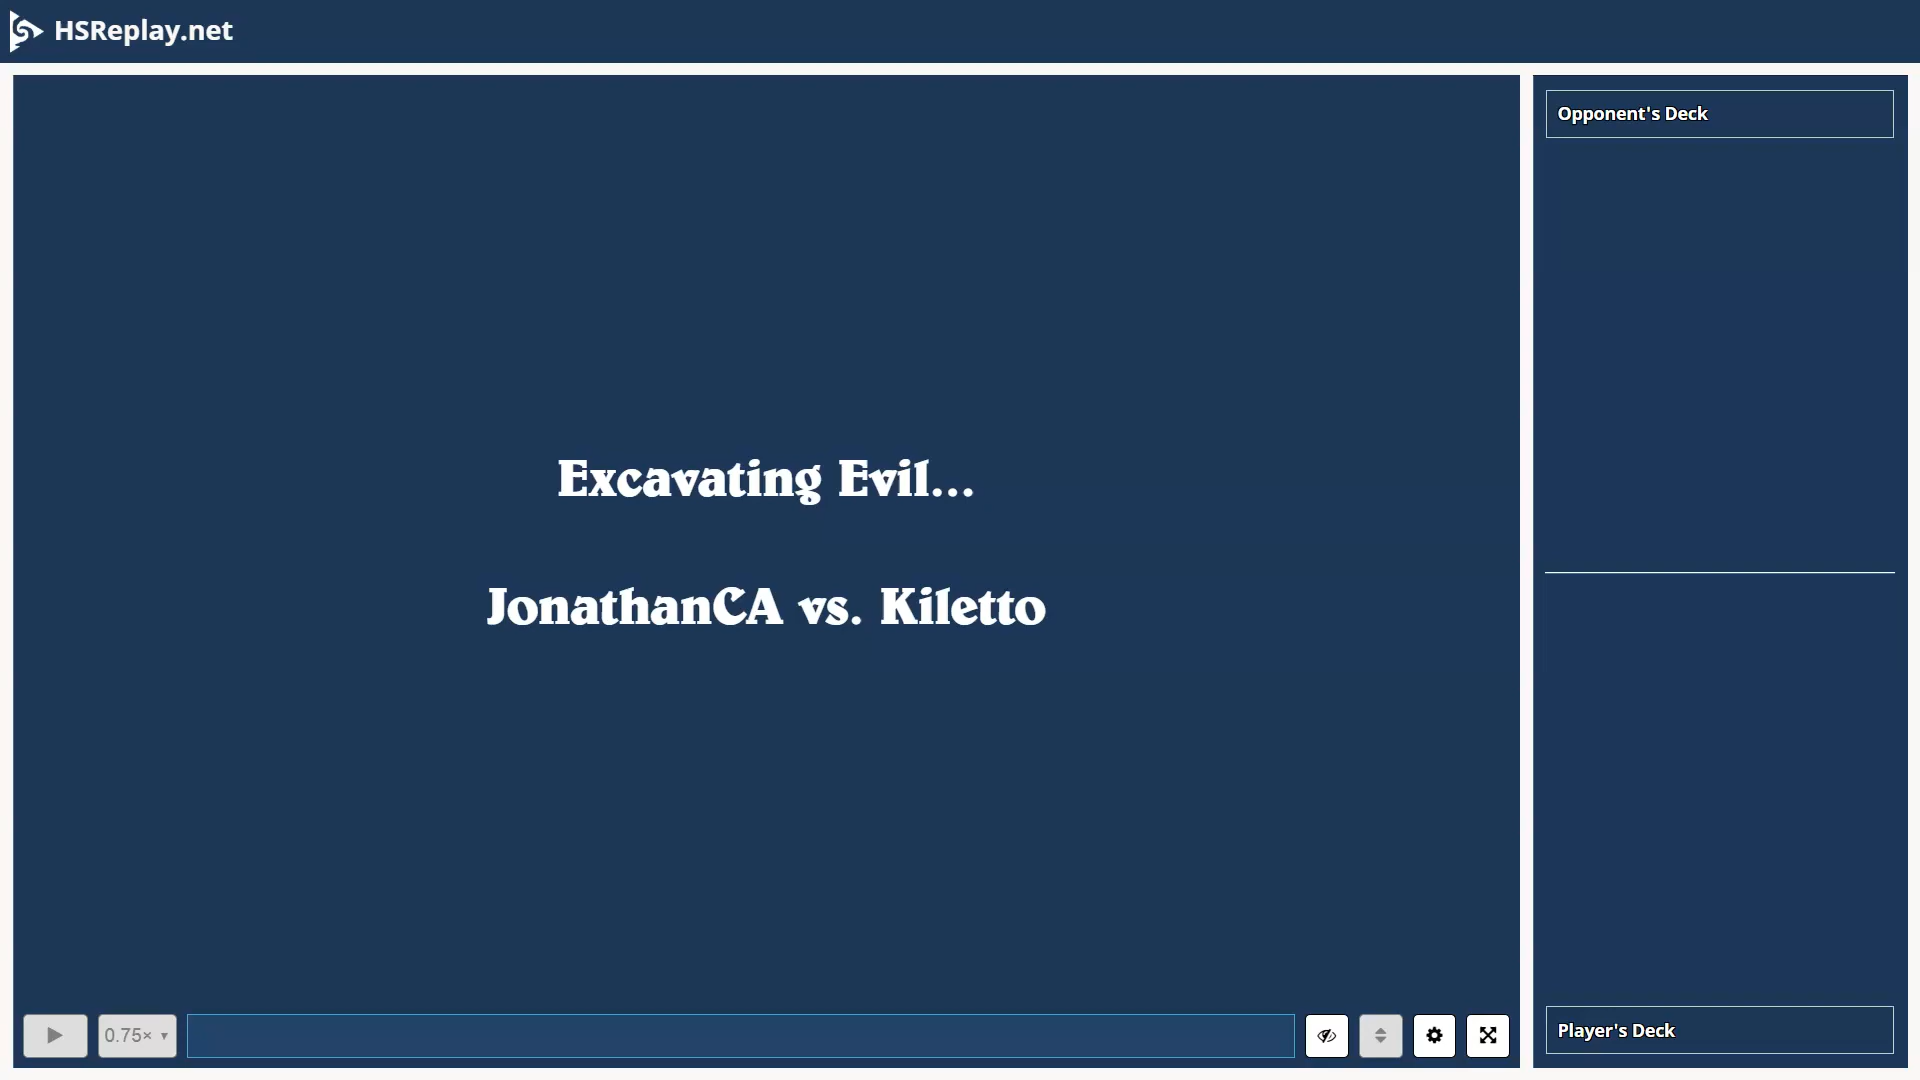 HSReplay.net
Opponent's Deck
Excavating Evil...
JonathanCA vs. Kiletto
0.75×
Player's Deck